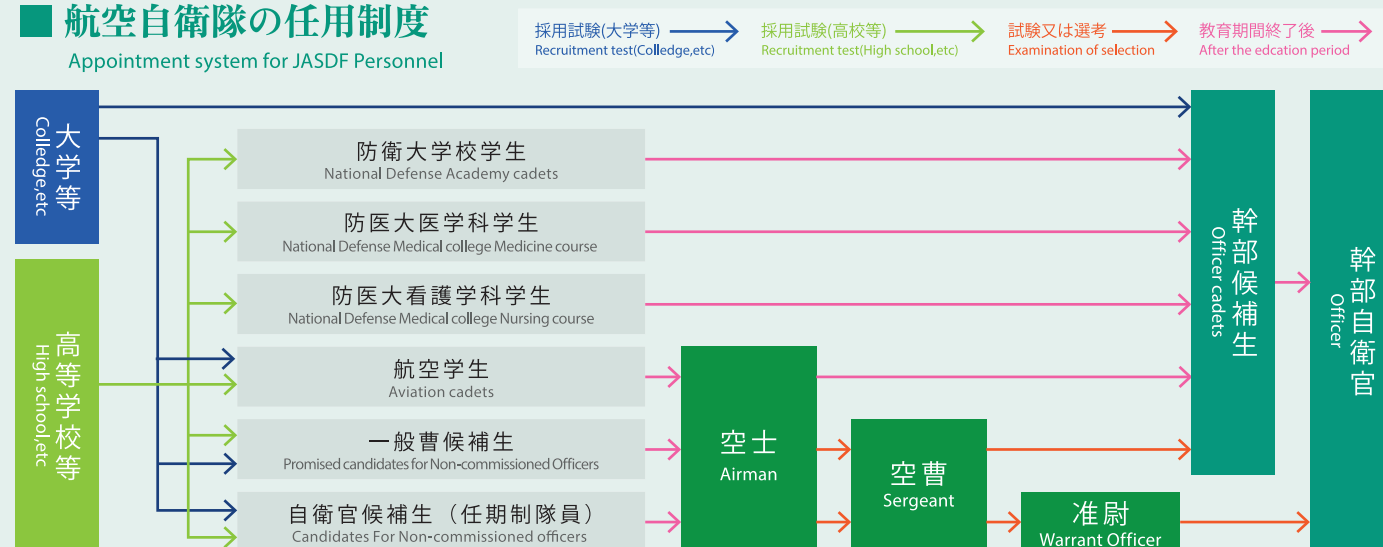 航空自衛隊の任用制度
Appointment system for JASDF Personnel
採用試験(大学等)
Recruitment test(Colledge,etc)
採用試験(高校等)
Recruitment test(High school,etc)
試験又は選考
Examination of selection
教育期間終了後
After the edcation period
大学等
Colledge,etc
高等学校等
High school,etc
防衛大学校学生
National Defense Academy cadets
防医大医学科学生
National Defense Medical college Medicine course
防医大看護学科学生
National Defense Medical college Nursing course
航空学生
Aviation cadets
一般曹候補生
Promised candidates for Non-commissioned Officers
自衛官候補生（任期制隊員）
Candidates For Non-commissioned officers
空士
Airman
空曹
Sergeant
准尉
Warrant Officer
幹部候補生
Officer cadets
幹部自衛官
Officer